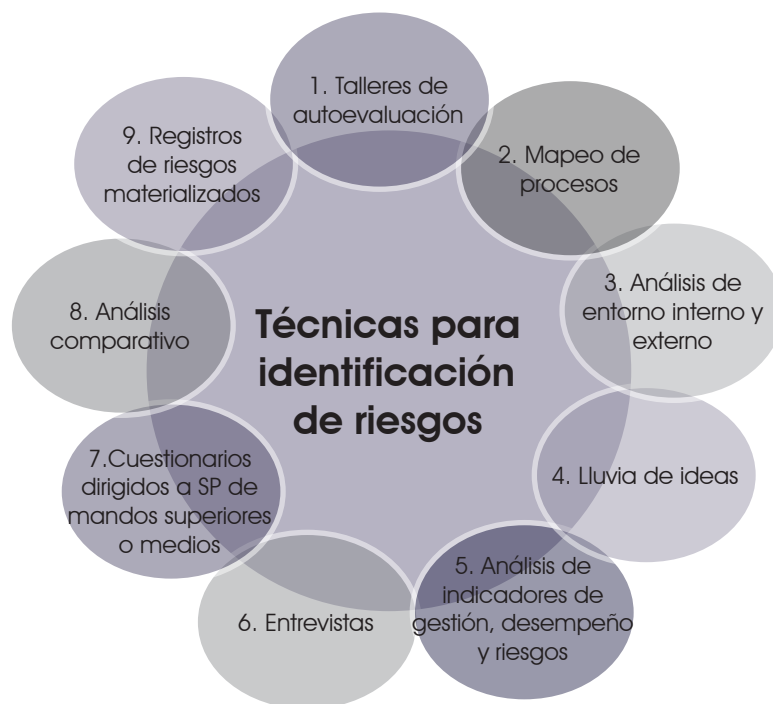 1. Talleres de
autoevaluación
2. Mapeo de
procesos
3. Análisis de
entorno interno y
externo
4. Lluvia de ideas
5. Análisis de
indicadores de
gestión, desempeño
y riesgos
6. Entrevistas
7.Cuestionarios
dirigidos a SP de
mandos superiores
o medios
8. Análisis
comparativo
9. Registros
de riesgos
materializados
Técnicas para
identificación
de riesgos